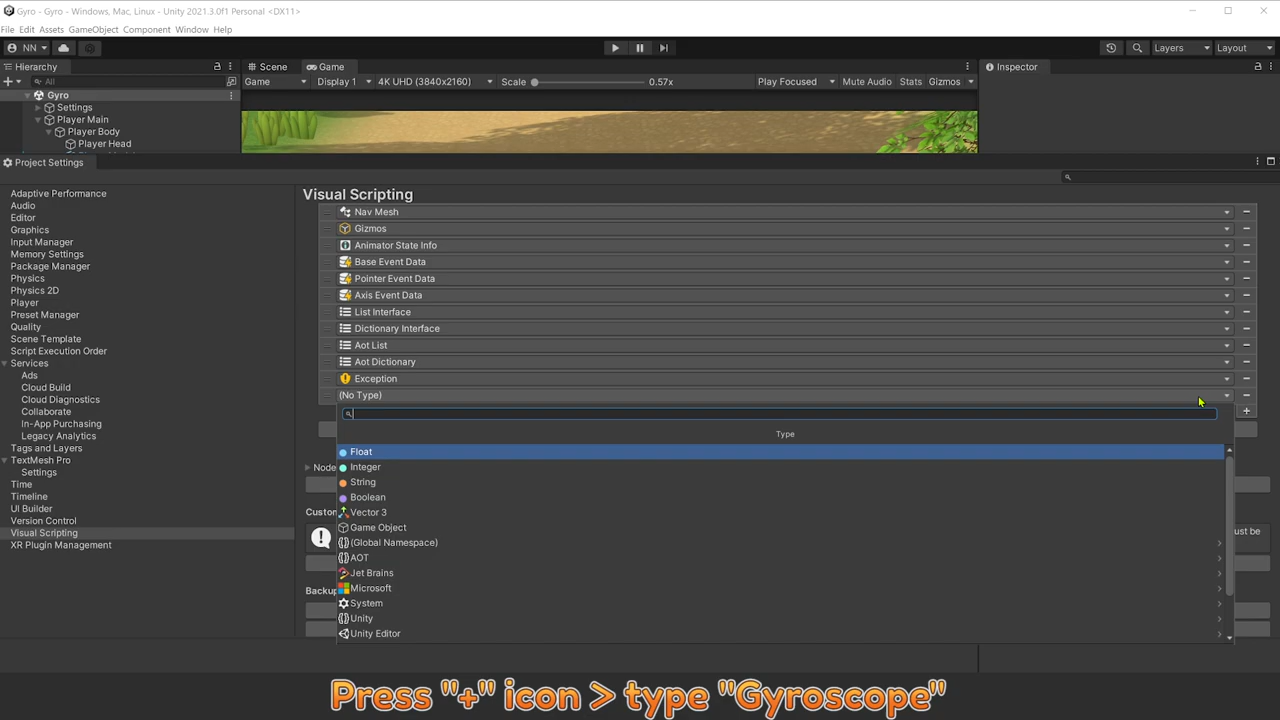 Gyro - Gyro - Windows, Mac, Linux - Unity 2021.3.0f1 Personal <DX11>
File Edit Assets GameObject Component Window Help
NN Layers Layout
Hierarchy Scene Game Inspector
All Game Display 1 4K UHD (3840x2160) Scale 0.57x Play Focused Mute Audio Stats Gizmos
Gyro
Settings
Player Main
Player Body
Player Head
Project Settings
Adaptive Performance
Audio
Editor
Graphics
Input Manager
Memory Settings
Package Manager
Physics
Physics 2D
Player
Preset Manager
Quality
Scene Template
Script Execution Order
Services
Ads
Cloud Build
Cloud Diagnostics
Collaborate
In-App Purchasing
Legacy Analytics
Tags and Layers
TextMesh Pro
Settings
Time
Timeline
UI Builder
Version Control
Visual Scripting
XR Plugin Management
Visual Scripting
Nav Mesh
Gizmos
Animator State Info
Base Event Data
Pointer Event Data
Axis Event Data
List Interface
Dictionary Interface
Aot List
Aot Dictionary
Exception
(No Type)
Type
Float
Integer
String
Boolean
Vector 3
Game Object
(Global Namespace)
AOT
Jet Brains
Microsoft
System
Unity
Unity Editor
Node
Custom
ust be
Backup
Press "+" icon > type "Gyroscope"